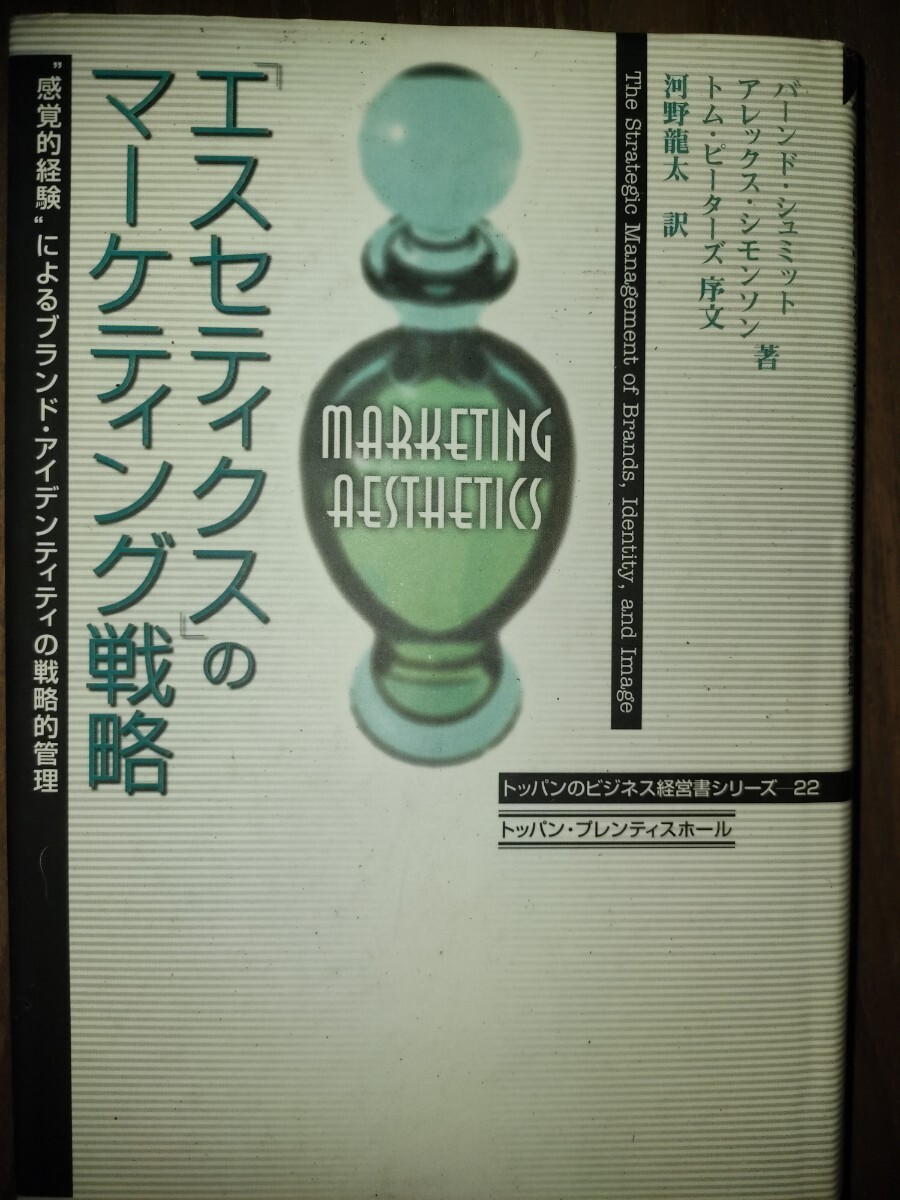 バーンド・シュミット
アレックス・シモンソン 著
トム・ピーターズ 序文
河野龍太 訳
The Strategic Management of Brands, Identity, and Image
MARKETING
AESTHETICS
『エスセティクス』の
マーケティング戦略
"感覚的経験"によるブランド・アイデンティティの戦略的管理
トッパンのビジネス経営書シリーズ—22
トッパン・プレンティスホール